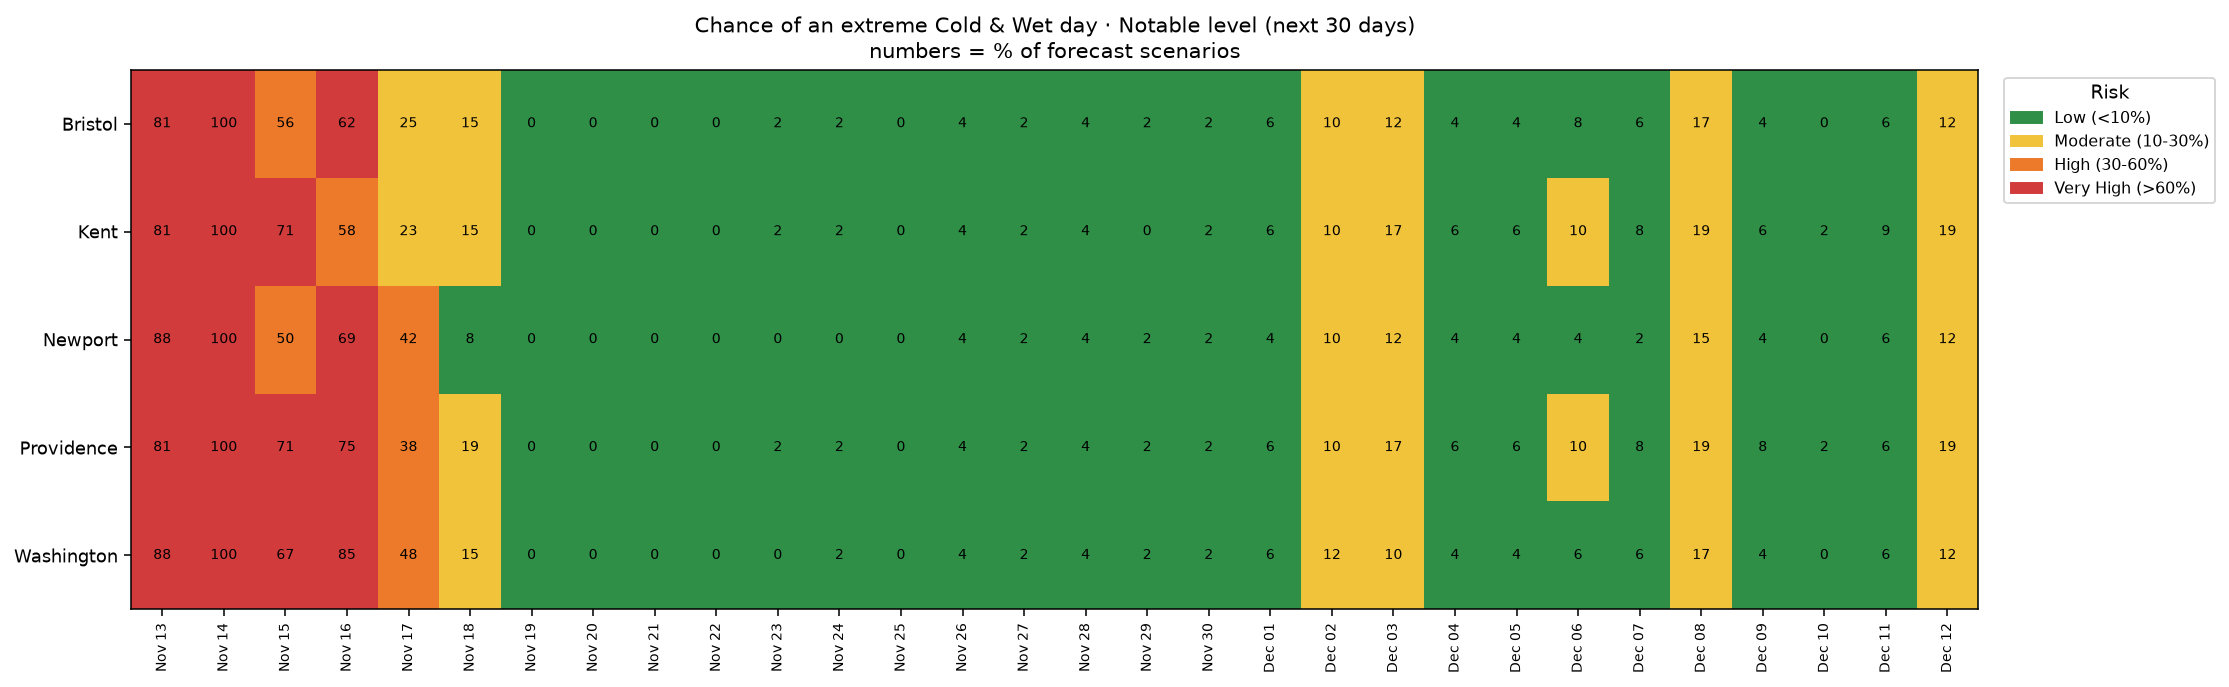 Chance of an extreme Cold & Wet day · Notable level (next 30 days)
numbers = % of forecast scenarios
Bristol 81 100 56 62 25 15 0 0 0 0 2 2 0 4 2 4 2 2 6 10 12 4 4 8 6 17 4 0 6 12
Kent 81 100 71 58 23 15 0 0 0 0 2 2 0 4 2 4 0 2 6 10 17 6 6 10 8 19 6 2 9 19
Newport 88 100 50 69 42 8 0 0 0 0 0 0 0 4 2 4 2 2 4 10 12 4 4 4 2 15 4 0 6 12
Providence 81 100 71 75 38 19 0 0 0 0 2 2 0 4 2 4 2 2 6 10 17 6 6 10 8 19 8 2 6 19
Washington 88 100 67 85 48 15 0 0 0 0 0 2 0 4 2 4 2 2 6 12 10 4 4 6 6 17 4 0 6 12
Nov 13 Nov 14 Nov 15 Nov 16 Nov 17 Nov 18 Nov 19 Nov 20 Nov 21 Nov 22 Nov 23 Nov 24 Nov 25 Nov 26 Nov 27 Nov 28 Nov 29 Nov 30 Dec 01 Dec 02 Dec 03 Dec 04 Dec 05 Dec 06 Dec 07 Dec 08 Dec 09 Dec 10 Dec 11 Dec 12
Risk
Low (<10%)
Moderate (10-30%)
High (30-60%)
Very High (>60%)